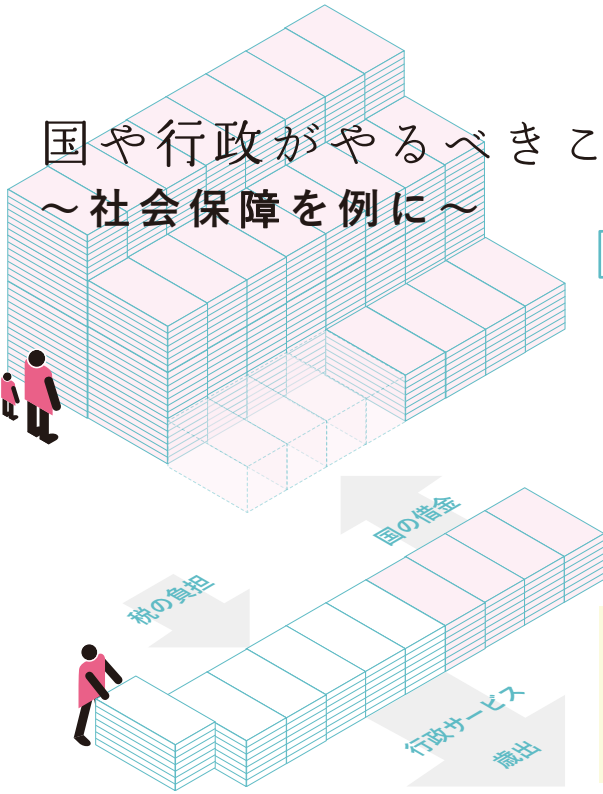 国や行政がやるべきこ
～社会保障を例に～
国の借金
税の負担
行政サービス
歳出